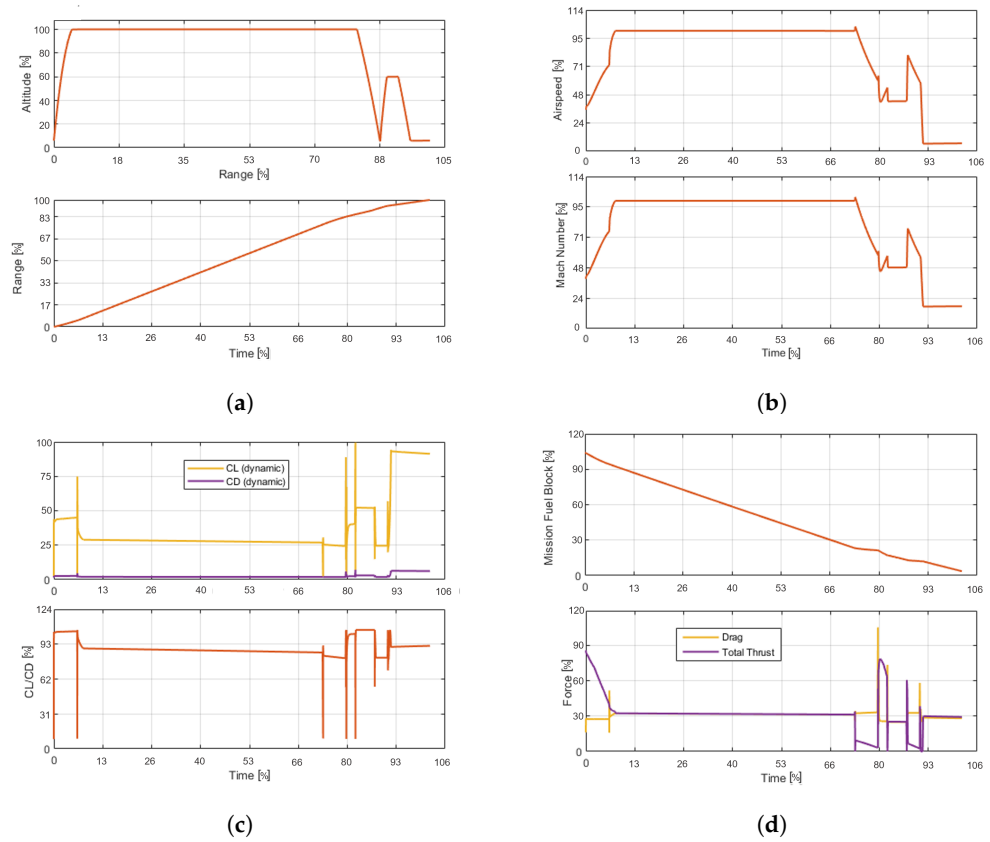 Altitude [%]
100
80
60
40
20
0
0 18 35 53 70 88 105
Range [%]
Range [%]
100
83
67
50
33
17
0
0 13 26 40 53 66 80 93 106
Time [%]
(a)
Airspeed [%]
114
95
71
48
24
0
0 13 26 40 53 66 80 93 106
Mach Number [%]
114
95
71
48
24
0
0 13 26 40 53 66 80 93 106
Time [%]
(b)
100
75
50
25
0
CL (dynamic)
CD (dynamic)
0 13 26 40 53 66 80 93 106
CL/CD [%]
124
93
62
31
0
0 13 26 40 53 66 80 93 106
Time [%]
(c)
Mission Fuel Block [%]
120
90
60
30
0
0 13 26 40 53 66 80 93 106
Force [%]
120
90
60
30
0
Drag
Total Thrust
0 13 26 40 53 66 80 93 106
Time [%]
(d)